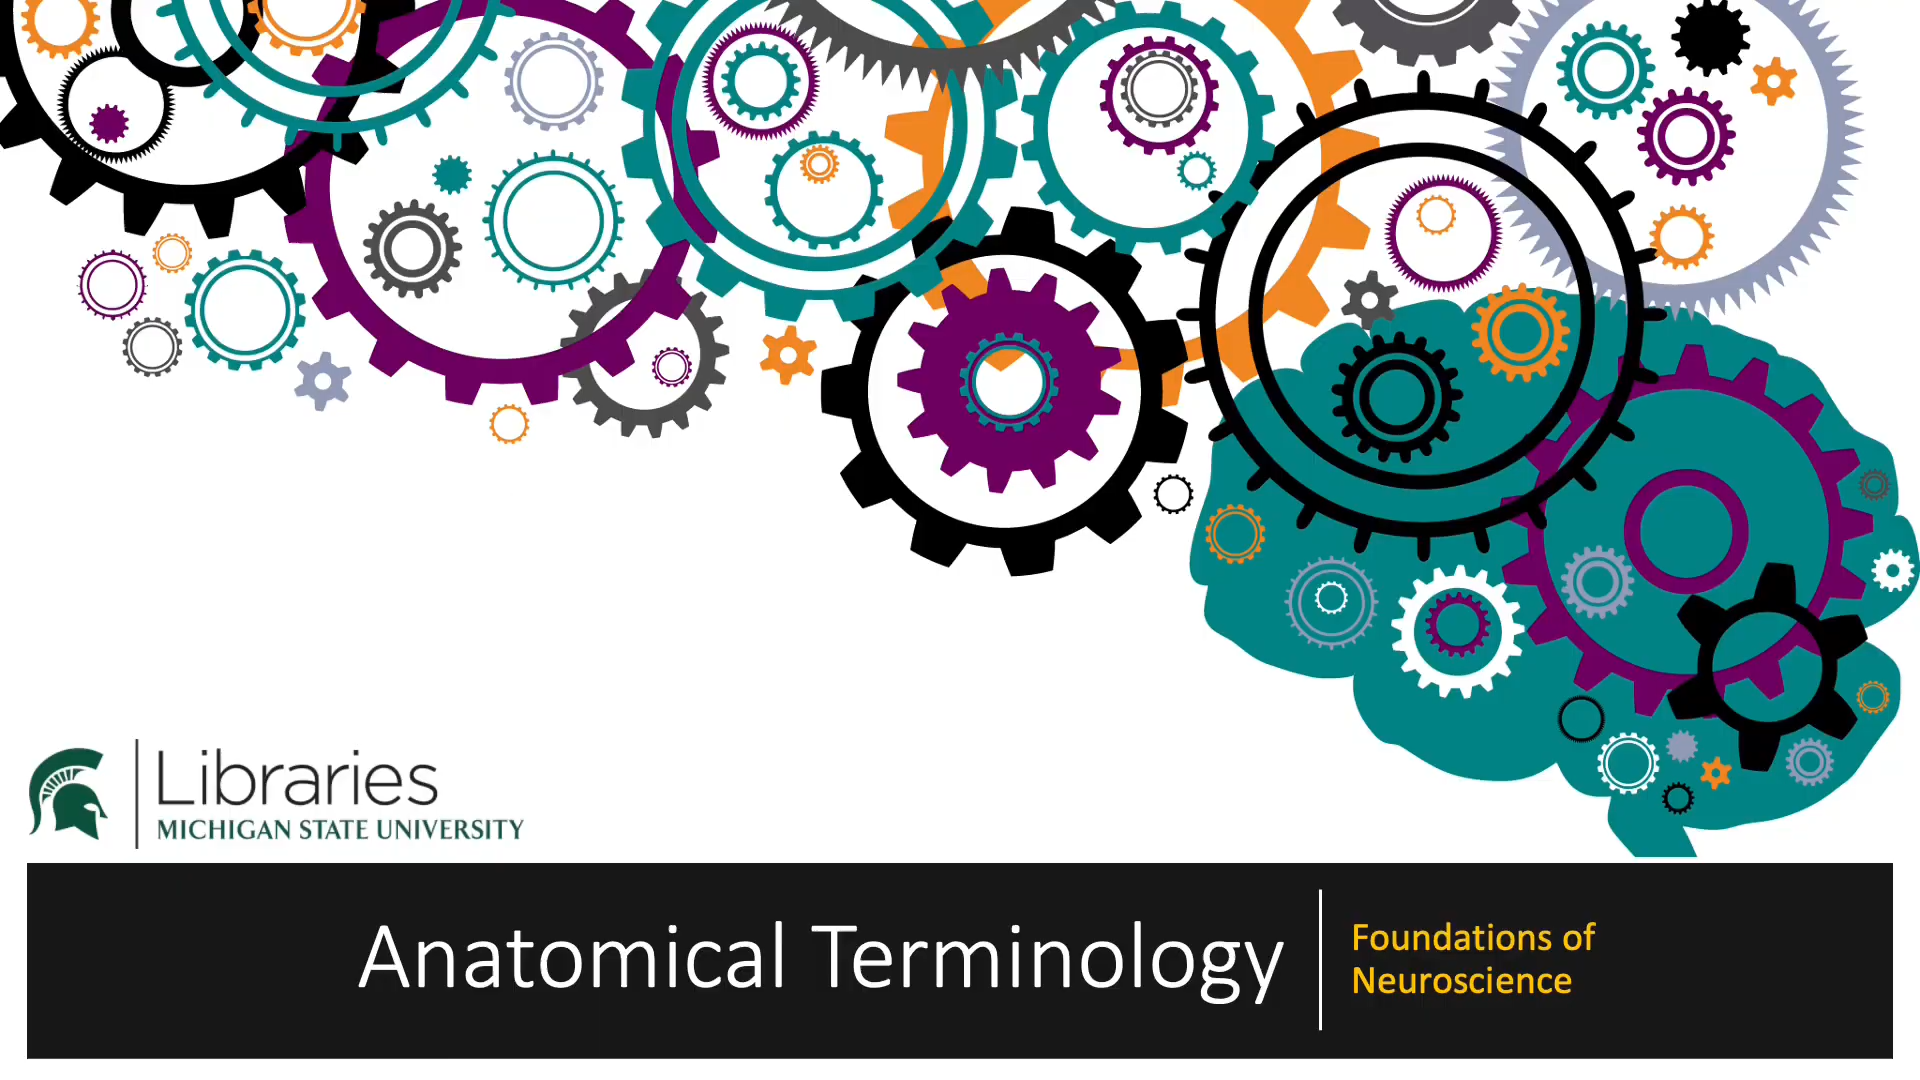 Libraries
MICHIGAN STATE UNIVERSITY
Anatomical Terminology
Foundations of
Neuroscience